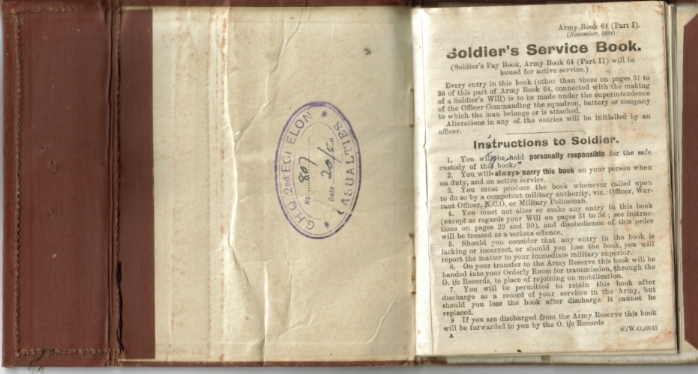 G.H.Q. 2nd ECHELON
No. 807
Date 20/5
CASUALTIES
Army Book 64 (Part I).
(November,
Soldier's Service Book.
(Soldier's Pay Book, Army Book 64 (Part II) will be
issued for active service.)
Every entry in this book (other than those on pages 31 to
36 of this part of Army Book 64, connected with the making
of a Soldier's Will) is to be made under the superintendence
of the Officer Commanding the squadron, battery or company
to which the man belongs or is attached.
Alterations in any of the entries will be initialled by an
officer.
Instructions to Soldier.
1. You will be held personally responsible for the safe
custody of this book.
2. You will always carry this book on your person when
on duty, and on active service.
3. You must produce the book whenever called upon
to do so by a competent military authority, viz.: Officer, War-
rant Officer, N.C.O. or Military Policeman.
4. You must not alter or make any entry in this book
(except as regards your Will on pages 31 to 36; see instruc-
tions on pages 29 and 30), and disobedience of this order
will be treated as a serious offence.
5. Should you consider that any entry in the book is
lacking or incorrect, or should you lose the book, you will
report the matter to your immediate military superior.
6. On your transfer to the Army Reserve this book will be
handed into your Orderly Room for transmission, through the
O. i/c Records, to place of rejoining on mobilization.
7. You will be permitted to retain this book after
discharge as a record of your services in the Army, but
should you lose the book after discharge it cannot be
replaced.
8 If you are discharged from the Army Reserve this book
will be forwarded to you by the O. i/c Records
A